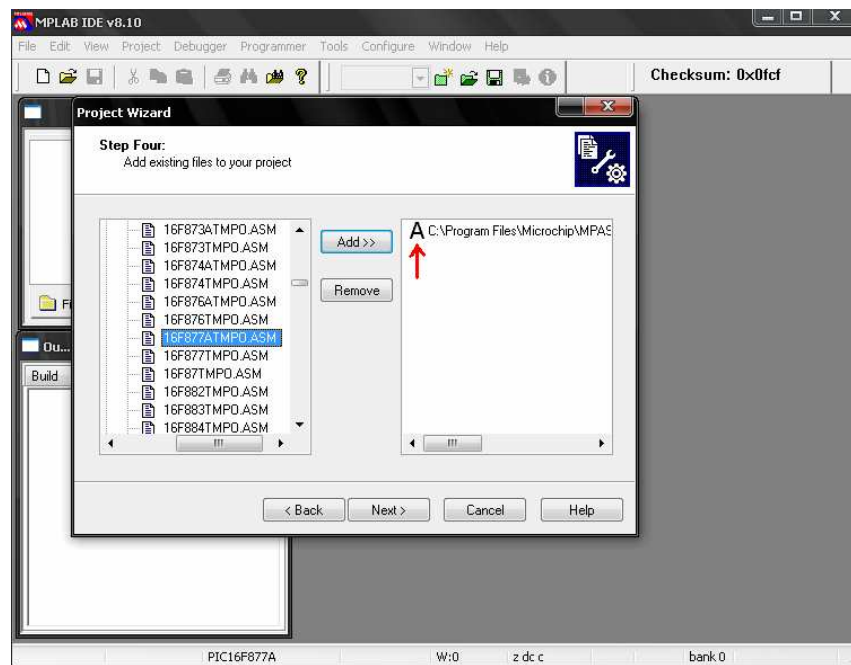 MPLAB IDE v8.10
File Edit View Project Debugger Programmer Tools Configure Window Help
Checksum: 0x0fcf
Project Wizard
Step Four:
Add existing files to your project
16F873ATMPO.ASM
16F873TMPO.ASM
16F874ATMPO.ASM
16F874TMPO.ASM
16F876ATMPO.ASM
16F876TMPO.ASM
16F877ATMPO.ASM
16F877TMPO.ASM
16F87TMPO.ASM
16F882TMPO.ASM
16F883TMPO.ASM
16F884TMPO.ASM
Add >>
Remove
A C:\Program Files\Microchip\MPAS
Fi
Ou...
Build
< Back Next > Cancel Help
PIC16F877A W:0 z dc c bank 0